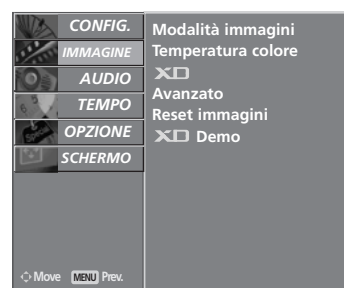 CONFIG.
IMMAGINE
AUDIO
TEMPO
OPZIONE
SCHERMO
Move MENU Prev.
Modalità immagini
Temperatura colore
XD
Avanzato
Reset immagini
XD Demo